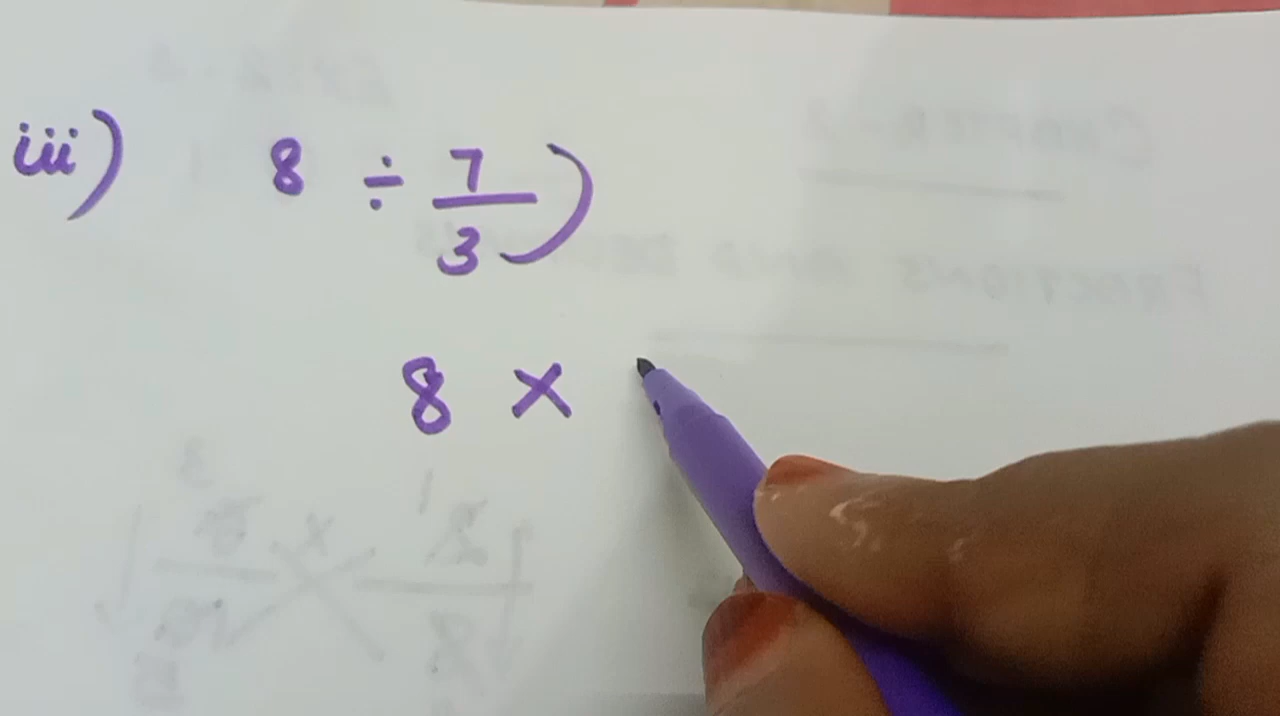 iii) 8 ÷ 7/3
8 ×